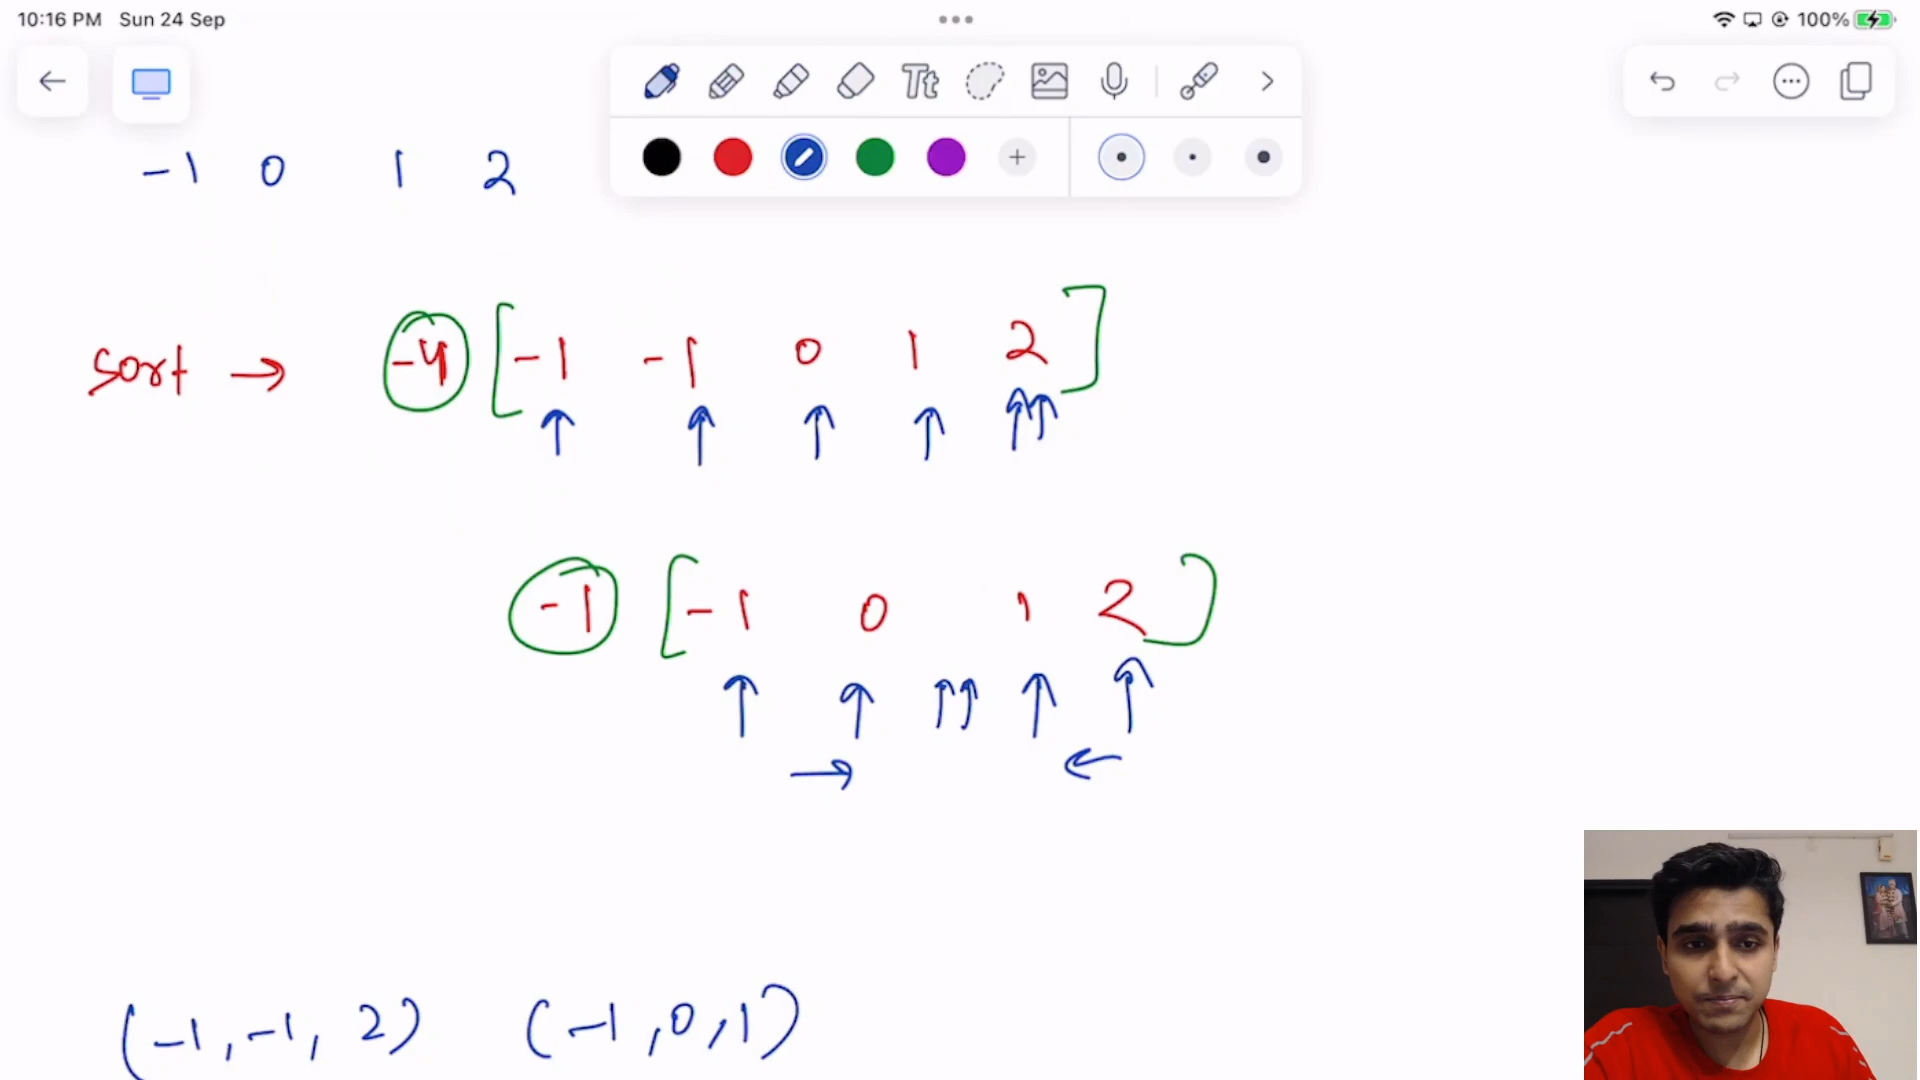 10:16 PM Sun 24 Sep
100%
Tt
-1 0 1 2
sort → -4 [ -1 -1 0 1 2 ]
-1 [ -1 0 1 2 ]
(-1, -1, 2) (-1, 0, 1)